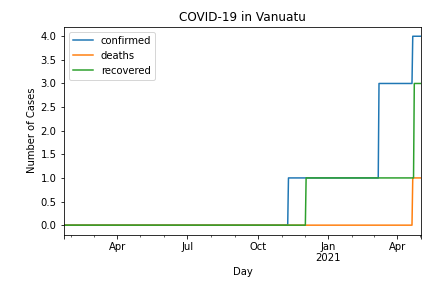 COVID-19 in Vanuatu
confirmed
deaths
recovered
Number of Cases
4.0
3.5
3.0
2.5
2.0
1.5
1.0
0.5
0.0
Apr
Jul
Oct
Jan
2021
Apr
Day